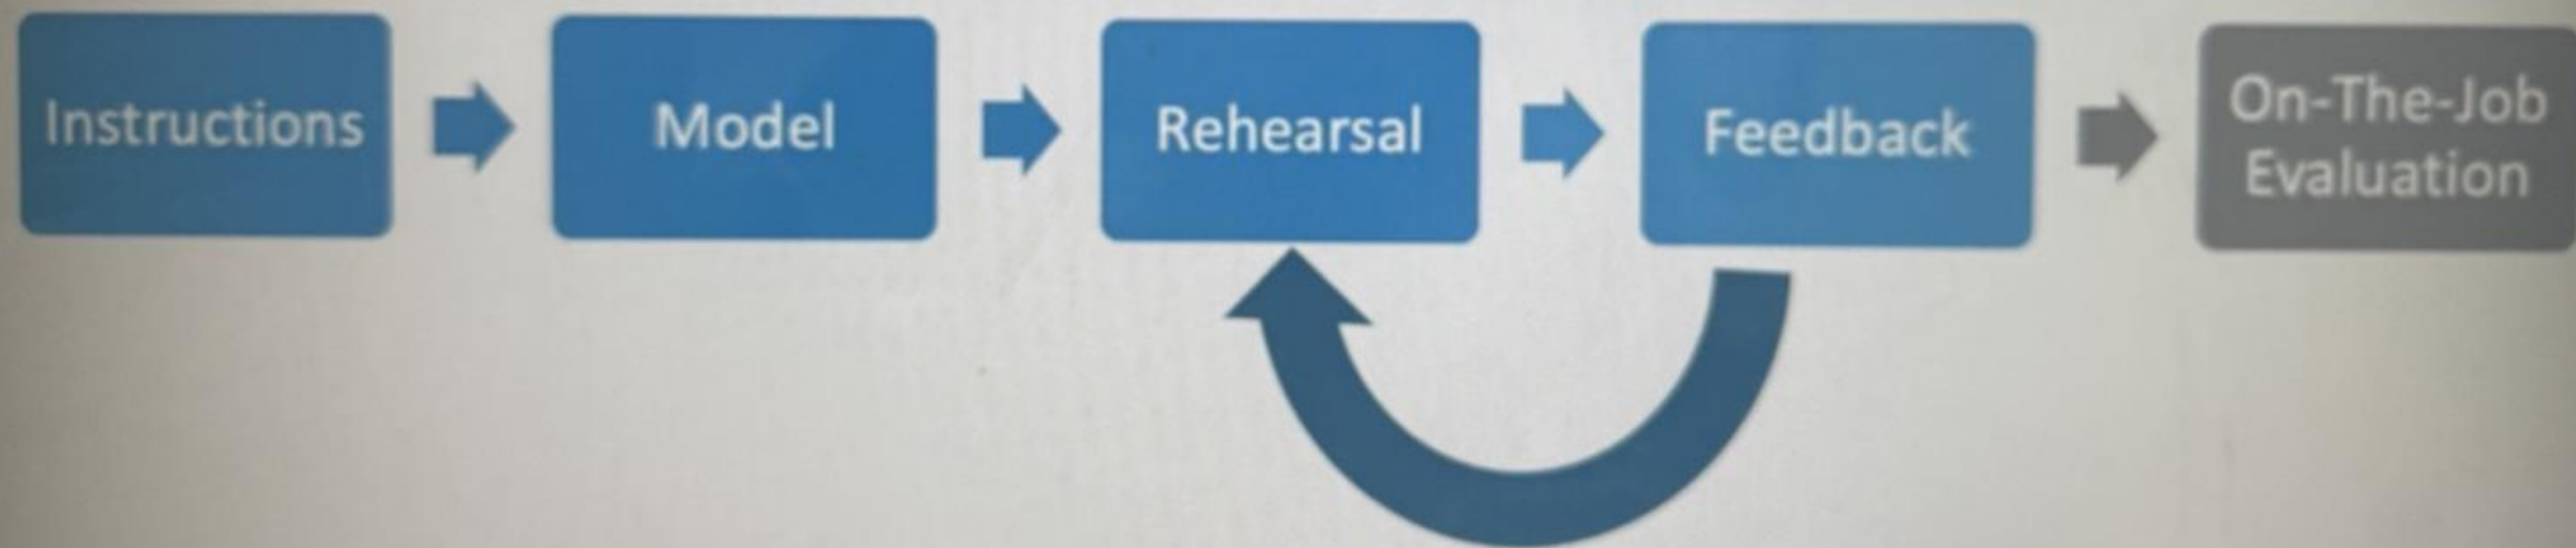 Instructions
Model
Rehearsal
Feedback
On-The-Job
Evaluation